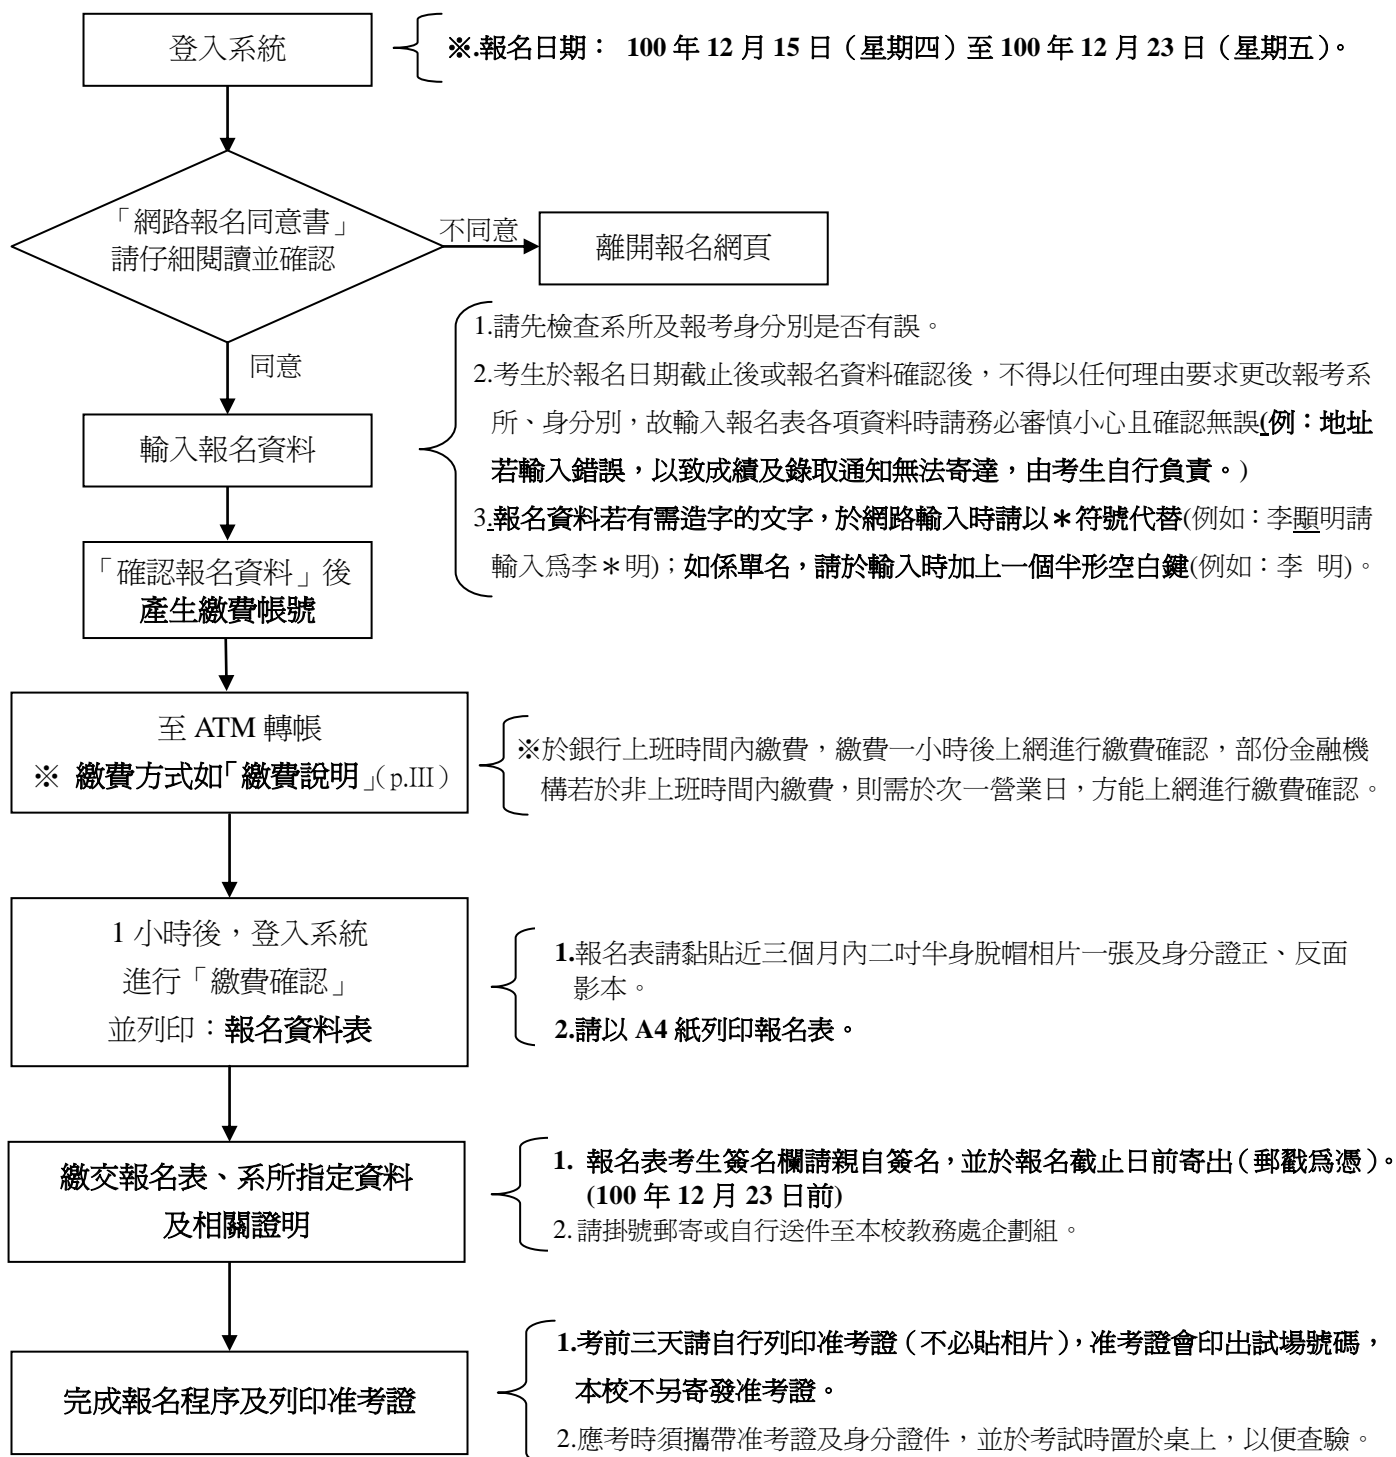 登入系統
※.報名日期： 100 年 12 月 15 日（星期四）至 100 年 12 月 23 日（星期五）。
「網路報名同意書」
請仔細閱讀並確認
不同意
離開報名網頁
同意
輸入報名資料
1.請先檢查系所及報考身分別是否有誤。
2.考生於報名日期截止後或報名資料確認後，不得以任何理由要求更改報考系
所、身分別，故輸入報名表各項資料時請務必審慎小心且確認無誤(例：地址
若輸入錯誤，以致成績及錄取通知無法寄達，由考生自行負責。)
3.報名資料若有需造字的文字，於網路輸入時請以＊符號代替(例如：李顒明請
輸入為李＊明)；如係單名，請於輸入時加上一個半形空白鍵(例如：李 明)。
「確認報名資料」後
產生繳費帳號
至 ATM 轉帳
※ 繳費方式如「繳費說明」（p.III）
※於銀行上班時間內繳費，繳費一小時後上網進行繳費確認，部份金融機
構若於非上班時間內繳費，則需於次一營業日，方能上網進行繳費確認。
1 小時後，登入系統
進行「繳費確認」
並列印：報名資料表
1.報名表請黏貼近三個月內二吋半身脫帽相片一張及身分證正、反面
影本。
2.請以 A4 紙列印報名表。
繳交報名表、系所指定資料
及相關證明
1. 報名表考生簽名欄請親自簽名，並於報名截止日前寄出（郵戳為憑）。
(100 年 12 月 23 日前)
2. 請掛號郵寄或自行送件至本校教務處企劃組。
完成報名程序及列印准考證
1.考前三天請自行列印准考證（不必貼相片），准考證會印出試場號碼，
本校不另寄發准考證。
2.應考時須攜帶准考證及身分證件，並於考試時置於桌上，以便查驗。